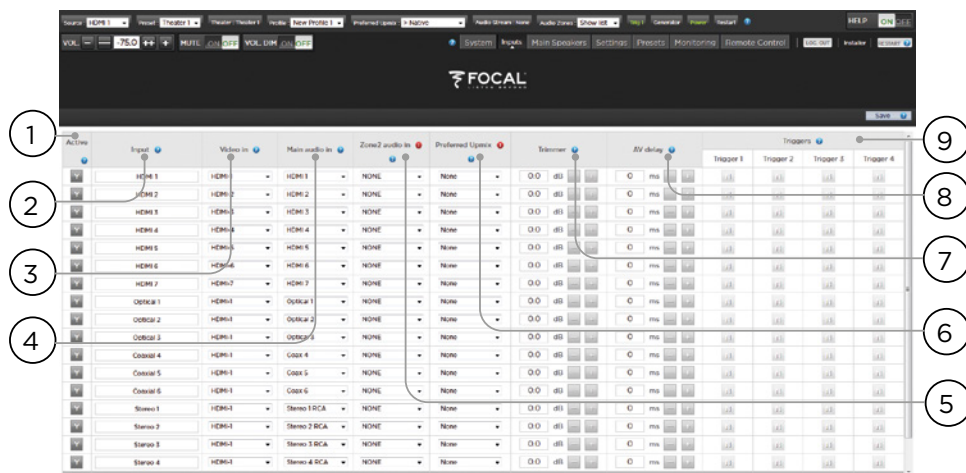 Source HDMI 1 Preset Theater 1 Theater : Theater 1 Profile New Profile 1 Preferred Upmix > Native Audio Stream : None Audio Zones Show list Sky 1 Generator Power Restart HELP ON OFF
VOL. -75.0 MUTE ON OFF VOL. DIM ON OFF System Inputs Main Speakers Settings Presets Monitoring Remote Control LOG OUT Installer
FOCAL
LISTEN BEYOND
Save
1 Active Input Video in Main audio in Zone2 audio in Preferred Upmix Trimmer AV delay Triggers 9
Trigger 1 Trigger 2 Trigger 3 Trigger 4
HDMI 1 HDMI-1 HDMI 1 NONE None 0.0 dB 0 ms
2 HDMI 2 HDMI-2 HDMI 2 NONE None 0.0 dB 0 ms 8
HDMI 3 HDMI-3 HDMI 3 NONE None 0.0 dB 0 ms
HDMI 4 HDMI-4 HDMI 4 NONE None 0.0 dB 0 ms
HDMI 5 HDMI-5 HDMI 5 NONE None 0.0 dB 0 ms
3 HDMI 6 HDMI-6 HDMI 6 NONE None 0.0 dB 0 ms 7
HDMI 7 HDMI-7 HDMI 7 NONE None 0.0 dB 0 ms
Optical 1 HDMI-1 Optical 1 NONE None 0.0 dB 0 ms
Optical 2 HDMI-1 Optical 2 NONE None 0.0 dB 0 ms
4 Optical 3 HDMI-1 Optical 3 NONE None 0.0 dB 0 ms 6
Coaxial 4 HDMI-1 Coax 4 NONE None 0.0 dB 0 ms
Coaxial 5 HDMI-1 Coax 5 NONE None 0.0 dB 0 ms
Coaxial 6 HDMI-1 Coax 6 NONE None 0.0 dB 0 ms
Stereo 1 HDMI-1 Stereo 1 RCA NONE None 0.0 dB 0 ms 5
Stereo 2 HDMI-1 Stereo 2 RCA NONE None 0.0 dB 0 ms
Stereo 3 HDMI-1 Stereo 3 RCA NONE None 0.0 dB 0 ms
Stereo 4 HDMI-1 Stereo 4 RCA NONE None 0.0 dB 0 ms